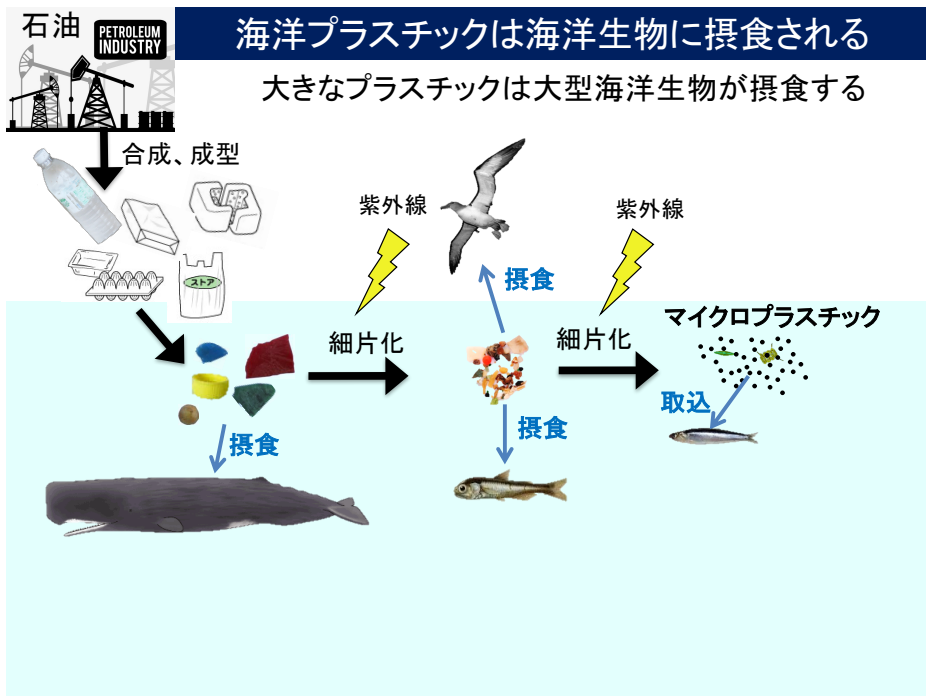 石油
PETROLEUM
INDUSTRY
海洋プラスチックは海洋生物に摂食される
大きなプラスチックは大型海洋生物が摂食する
合成、成型
紫外線
紫外線
ストア
摂食
マイクロプラスチック
細片化
細片化
取込
摂食
摂食